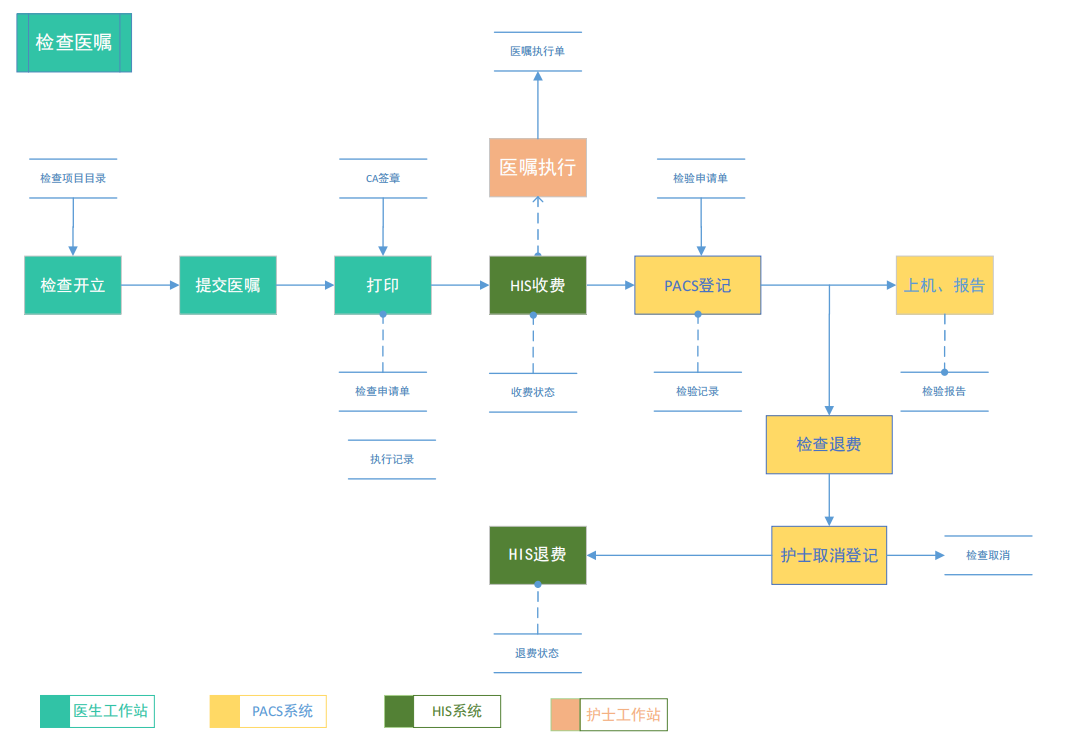 检查医嘱
医嘱执行单
医嘱执行
检查项目目录
CA签章
检验申请单
检查开立
提交医嘱
打印
HIS收费
PACS登记
上机、报告
检查申请单
收费状态
检验记录
检验报告
执行记录
检查退费
HIS退费
护士取消登记
检查取消
退费状态
医生工作站
PACS系统
HIS系统
护士工作站